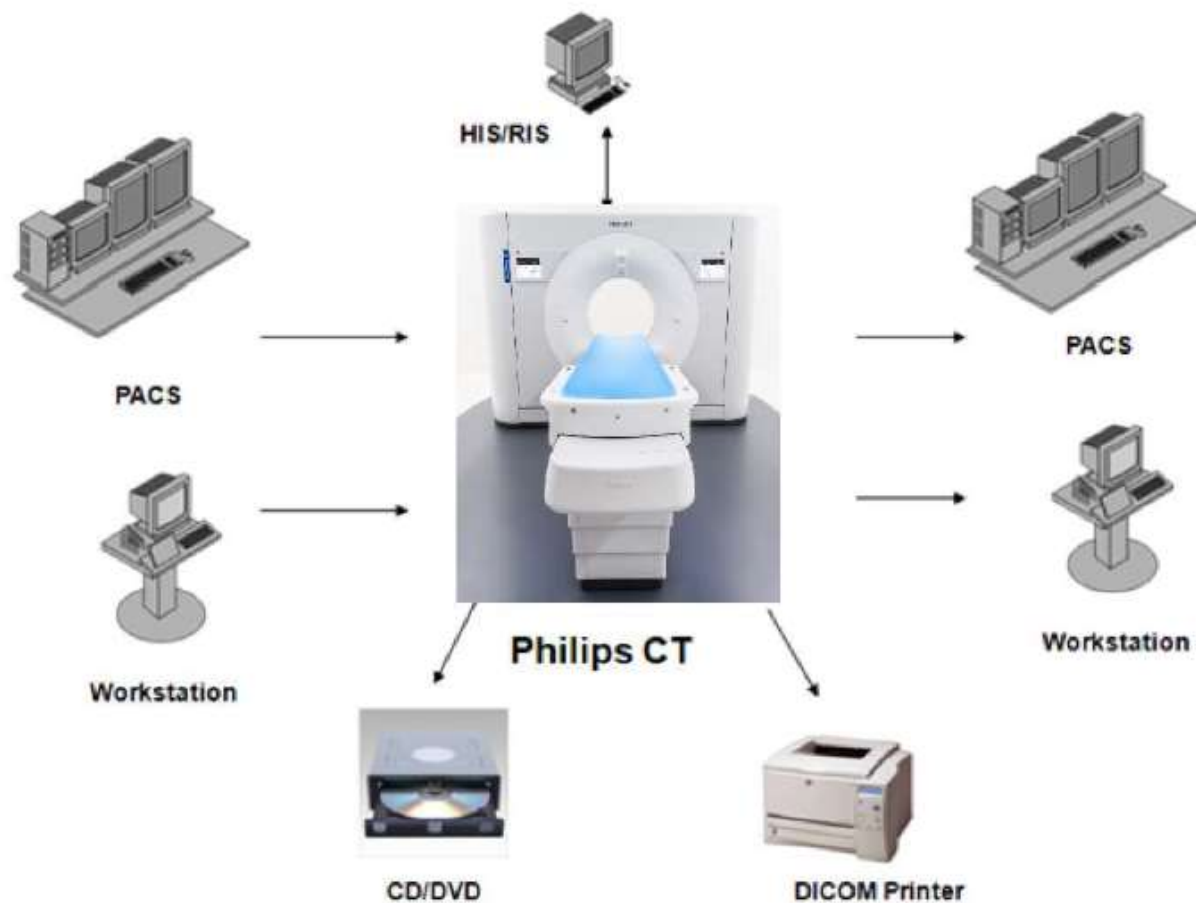 HIS/RIS
PACS
PACS
Philips CT
Workstation
Workstation
CD/DVD
DICOM Printer